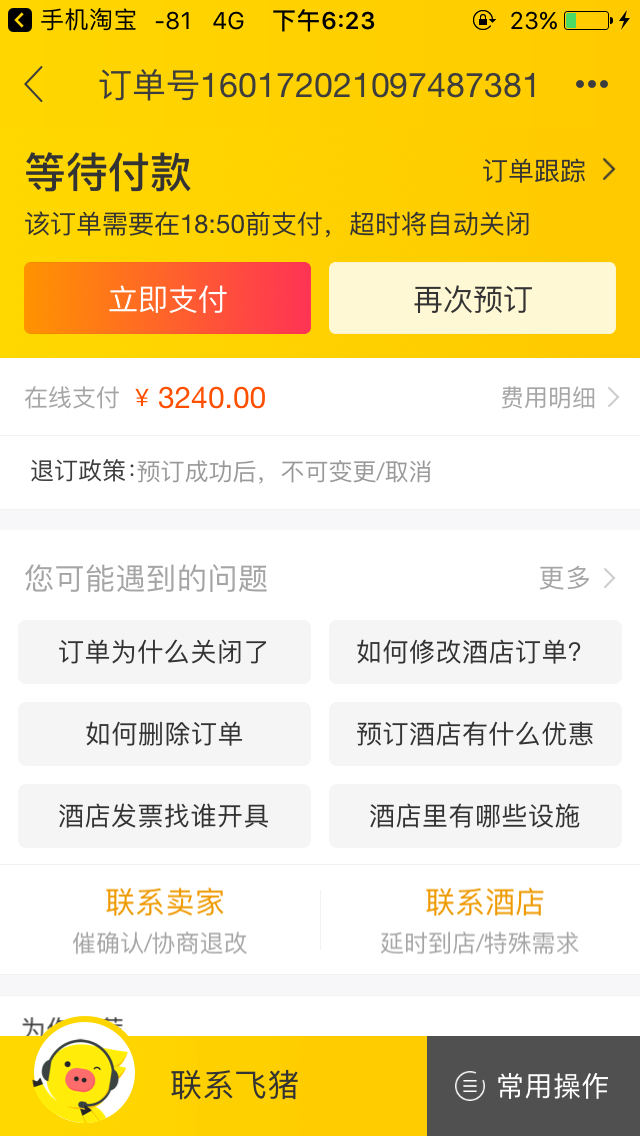 手机淘宝 -81 4G 下午6:23 23%
订单号160172021097487381
等待付款
订单跟踪
该订单需要在18:50前支付，超时将自动关闭
立即支付 再次预订
在线支付 ¥ 3240.00 费用明细
退订政策:预订成功后，不可变更/取消
您可能遇到的问题 更多
订单为什么关闭了 如何修改酒店订单?
如何删除订单 预订酒店有什么优惠
酒店发票找谁开具 酒店里有哪些设施
联系卖家 联系酒店
催确认/协商退改 延时到店/特殊需求
联系飞猪 常用操作